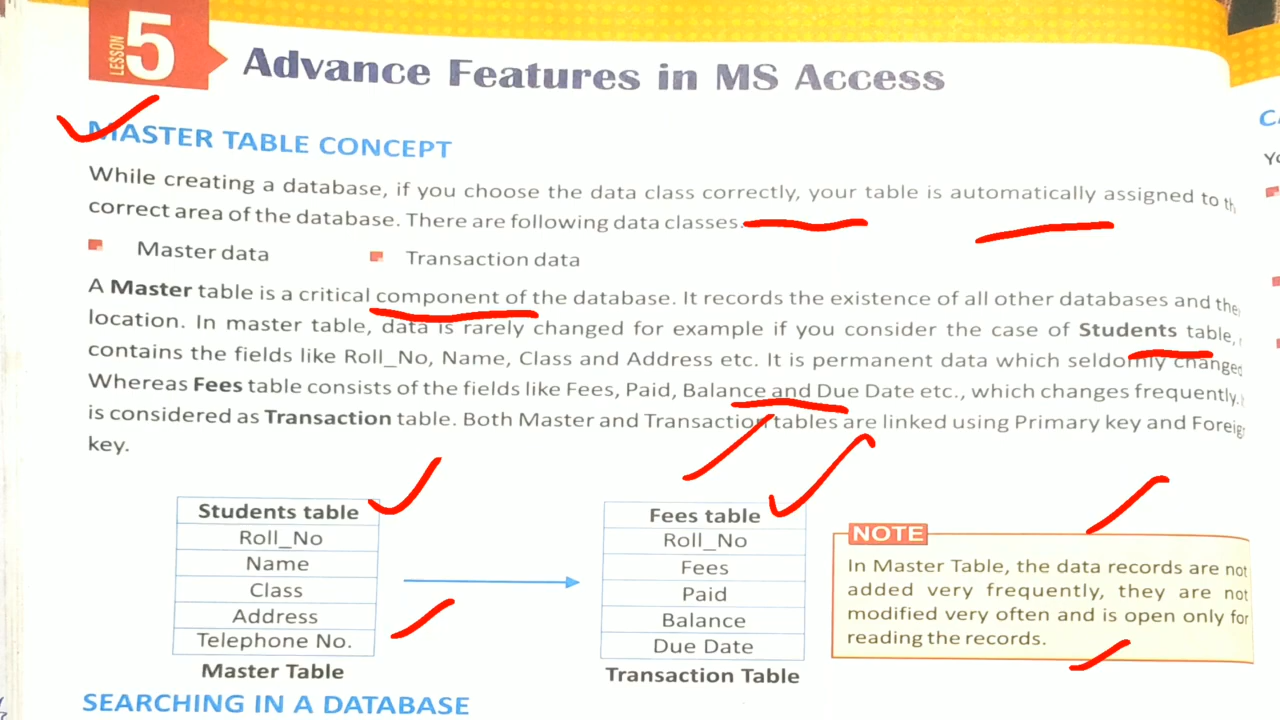 LESSON 5
Advance Features in MS Access
MASTER TABLE CONCEPT
While creating a database, if you choose the data class correctly, your table is automatically assigned to
correct area of the database. There are following data classes.
Master data
Transaction data
A Master table is a critical component of the database. It records the existence of all other databases and
location. In master table, data is rarely changed for example if you consider the case of Students table,
contains the fields like Roll_No, Name, Class and Address etc. It is permanent data which seldomly changed
Whereas Fees table consists of the fields like Fees, Paid, Balance and Due Date etc., which changes frequently.
is considered as Transaction table. Both Master and Transaction tables are linked using Primary key and
key.
Students table
Roll_No
Name
Class
Address
Telephone No.
Master Table
Fees table
Roll_No
Fees
Paid
Balance
Due Date
Transaction Table
NOTE
In Master Table, the data records are not
added very frequently, they are not
modified very often and is open only for
reading the records.
SEARCHING IN A DATABASE